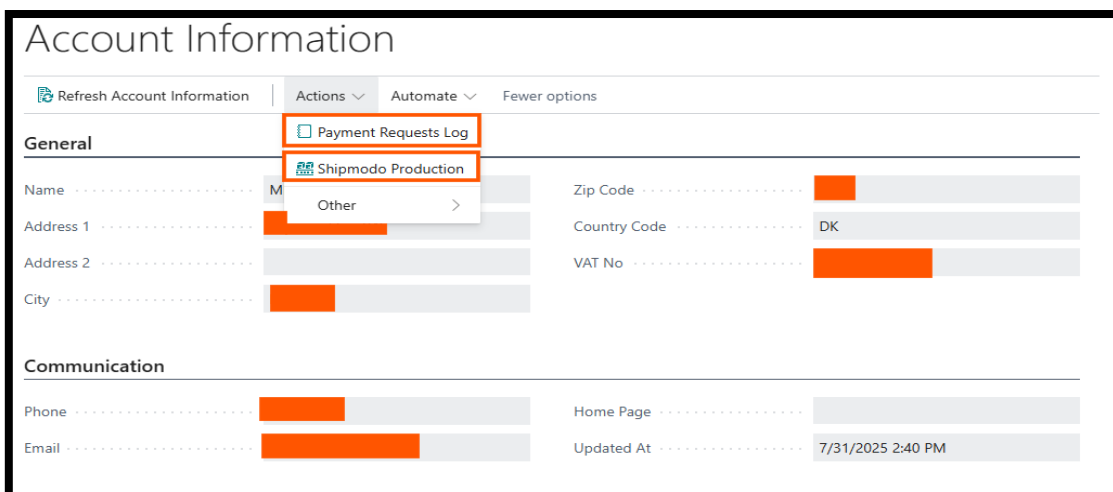 Account Information
Refresh Account Information Actions Automate Fewer options
Payment Requests Log
General
Shipmodo Production
Name M Zip Code
Other
Address 1 Country Code DK
Address 2 VAT No
City
Communication
Phone Home Page
Email Updated At 7/31/2025 2:40 PM